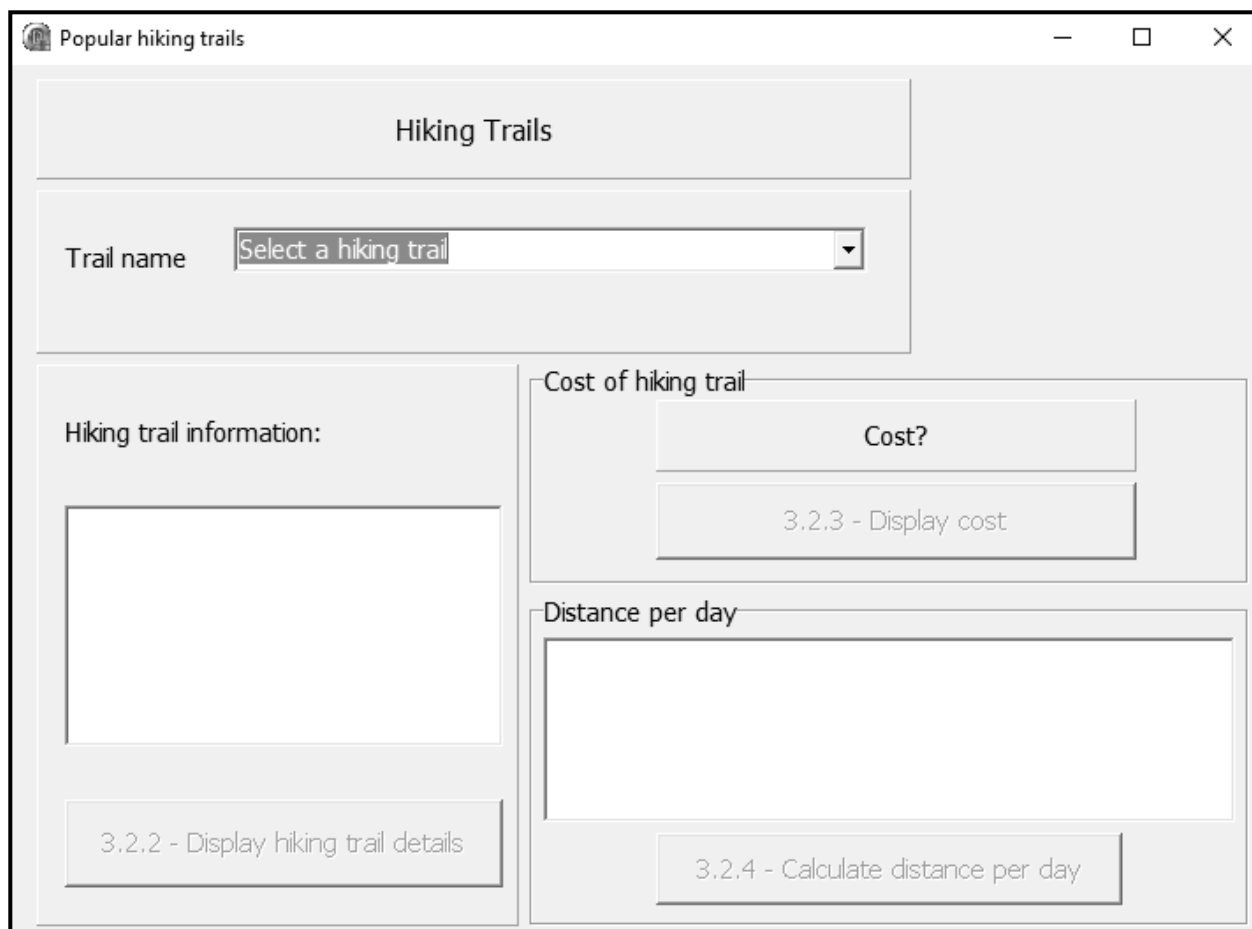 Popular hiking trails
Hiking Trails
Trail name
Select a hiking trail
Hiking trail information:
3.2.2 - Display hiking trail details
Cost of hiking trail
Cost?
3.2.3 - Display cost
Distance per day
3.2.4 - Calculate distance per day